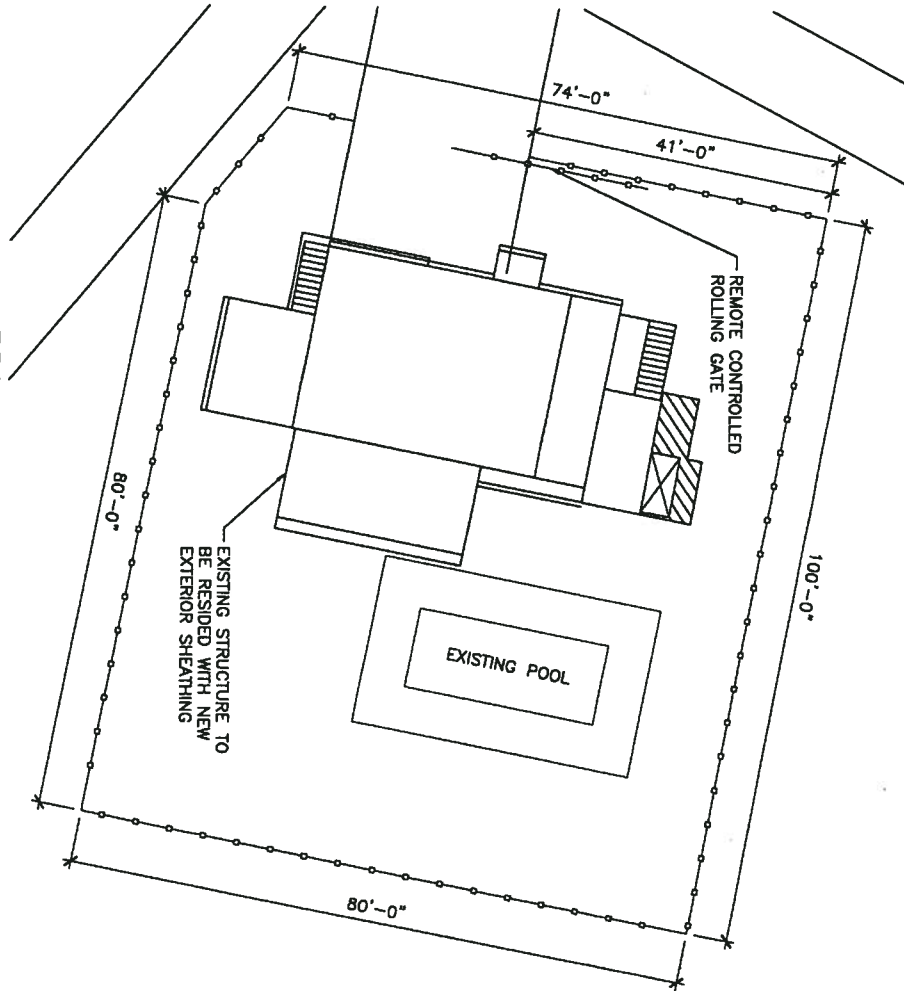 74'-0"
41'-0"
REMOTE CONTROLLED
ROLLING GATE
100'-0"
80'-0"
EXISTING STRUCTURE TO
BE RESIDED WITH NEW
EXTERIOR SHEATHING
EXISTING POOL
80'-0"